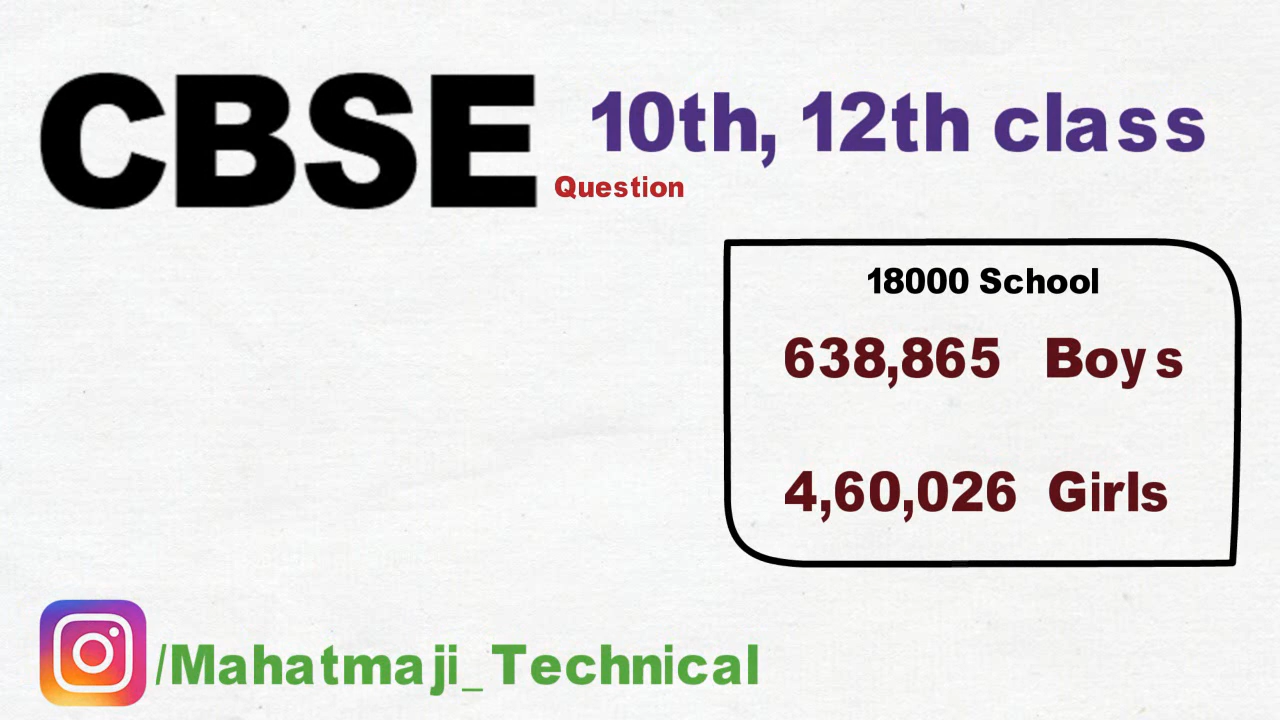 CBSE 10th, 12th class
Question
18000 School
638,865 Boys
4,60,026 Girls
/Mahatmaji_Technical